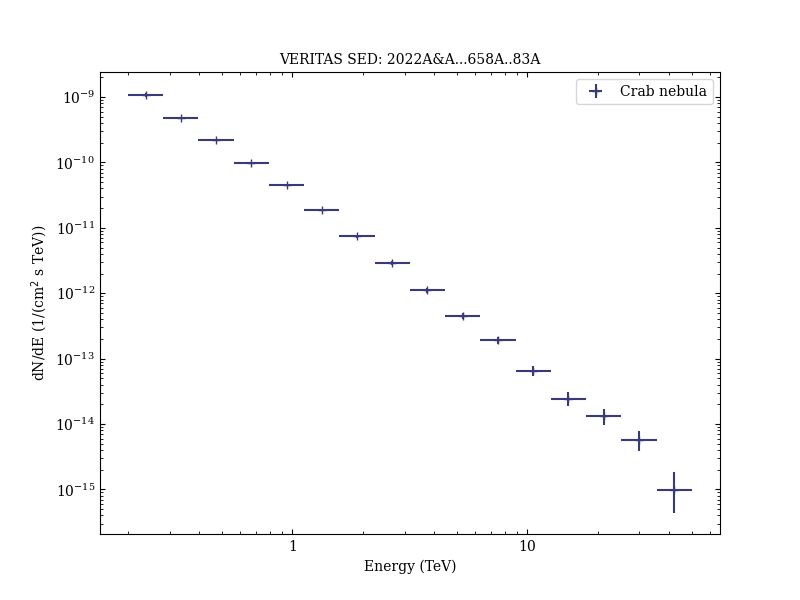 VERITAS SED: 2022A&A...658A..83A
Crab nebula
dN/dE (1/(cm² s TeV))
10⁻⁹
10⁻¹⁰
10⁻¹¹
10⁻¹²
10⁻¹³
10⁻¹⁴
10⁻¹⁵
1 10
Energy (TeV)